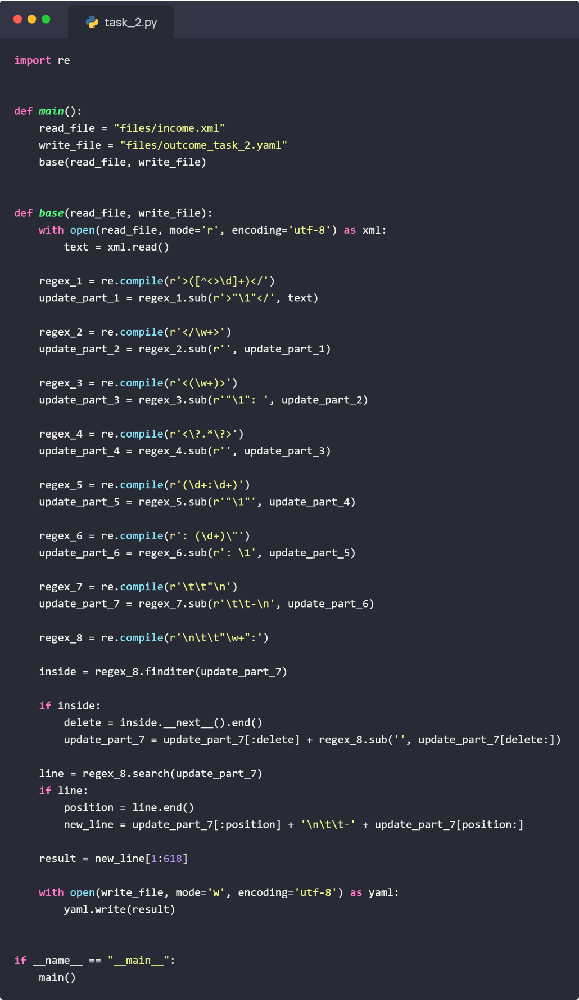 task_2.py
import re
def main():
    read_file = "files/income.xml"
    write_file = "files/outcome_task_2.yaml"
    base(read_file, write_file)
def base(read_file, write_file):
    with open(read_file, mode='r', encoding='utf-8') as xml:
        text = xml.read()
    regex_1 = re.compile(r'>([^<>\d]+)</')
    update_part_1 = regex_1.sub(r'>"\1"</', text)
    regex_2 = re.compile(r'</\w+>')
    update_part_2 = regex_2.sub(r'', update_part_1)
    regex_3 = re.compile(r'<(\w+)>')
    update_part_3 = regex_3.sub(r'"\1": ', update_part_2)
    regex_4 = re.compile(r'<\?.*\?>')
    update_part_4 = regex_4.sub(r'', update_part_3)
    regex_5 = re.compile(r'(\d+:\d+)')
    update_part_5 = regex_5.sub(r'"\1"', update_part_4)
    regex_6 = re.compile(r': (\d+)\"')
    update_part_6 = regex_6.sub(r': \1', update_part_5)
    regex_7 = re.compile(r'\t\t"\n')
    update_part_7 = regex_7.sub(r'\t\t-\n', update_part_6)
    regex_8 = re.compile(r'\n\t\t"\w+":')
    inside = regex_8.finditer(update_part_7)
    if inside:
        delete = inside.__next__().end()
        update_part_7 = update_part_7[:delete] + regex_8.sub('', update_part_7[delete:])
    line = regex_8.search(update_part_7)
    if line:
        position = line.end()
        new_line = update_part_7[:position] + '\n\t\t-' + update_part_7[position:]
    result = new_line[1:618]
    with open(write_file, mode='w', encoding='utf-8') as yaml:
        yaml.write(result)
if __name__ == "__main__":
    main()